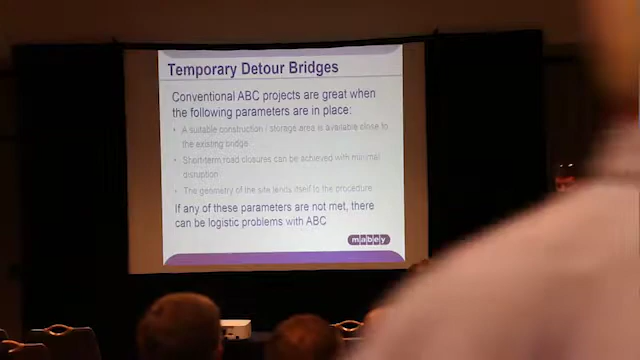 Temporary Detour Bridges
Conventional ABC projects are great when
the following parameters are in place:
• A suitable construction / storage area is available close to
the existing bridge
• Short-term road closures can be achieved with minimal
disruption
• The geometry of the site lends itself to the procedure
If any of these parameters are not met, there
can be logistic problems with ABC
mabey